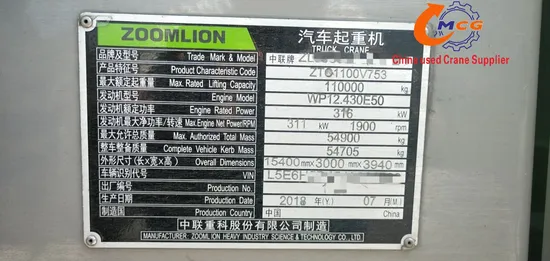 ZOOMLION 汽车起重机
TRUCK CRANE
MCG
China used Crane Supplier
品牌及型号 Trade Mark & Model 中联牌
产品特征号 Product Characteristic Code ZTC1100V753
最大额定起重量 Max. Rated Lifting Capacity 110000 kg
发动机型号 Engine Model WP12.430E50
发动机额定功率 Engine Rated Power 316 kw
发动机最大净功率/转速 Max.Engine Net Power/RPM 311 kW 1900 rpm
最大允许总质量 Max. Authorized Total Mass 54900 kg
整车整备质量 Complete Vehicle Kerb Mass 54705 kg
外形尺寸(长×宽×高) Overall Dimensions 15400mm×3000mm×3940mm
车辆识别代号 VIN L5E6F
出厂编号 Production No.
生产日期 Production Date 2018 年(Y) 07 月(M)
制造国 Production Country 中国 China
中联重科股份有限公司制造
MANUFACTURER: ZOOMLION HEAVY INDUSTRY SCIENCE & TECHNOLOGY CO., LTD.